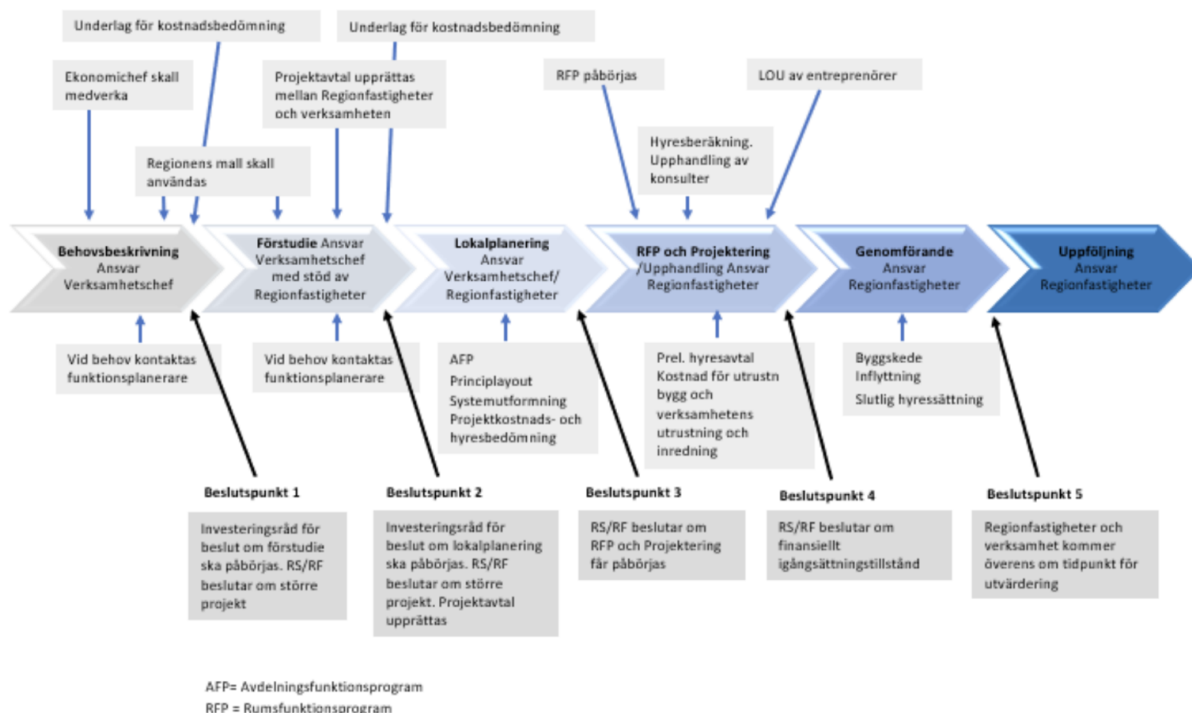 Underlag för kostnadsbedömning
Underlag för kostnadsbedömning
Ekonomichef skall
medverka
Projektavtal upprättas
mellan Regionfastigheter
och verksamheten
RFP påbörjas
LOU av entreprenörer
Regionens mall skall
användas
Hyresberäkning.
Upphandling av
konsulter
Behovsbeskrivning
Ansvar
Verksamhetschef
Förstudie Ansvar
Verksamhetschef
med stöd av
Regionfastigheter
Lokalplanering
Ansvar
Verksamhetschef/
Regionfastigheter
RFP och Projektering
/Upphandling Ansvar
Regionfastigheter
Genomförande
Ansvar
Regionfastigheter
Uppföljning
Ansvar
Regionfastigheter
Vid behov kontaktas
funktionsplanerare
Vid behov kontaktas
funktionsplanerare
AFP
Principlayout
Systemutformning
Projektkostnads- och
hyresbedömning
Prel. hyresavtal
Kostnad för utrustn
bygg och
verksamhetens
utrustning och
inredning
Byggskede
Inflyttning
Slutlig hyressättning
Beslutspunkt 1
Investeringsråd för
beslut om förstudie
ska påbörjas. RS/RF
beslutar om större
projekt
Beslutspunkt 2
Investeringsråd för
beslut om lokalplanering
ska påbörjas. RS/RF
beslutar om större
projekt. Projektavtal
upprättas
Beslutspunkt 3
RS/RF beslutar om
RFP och Projektering
får påbörjas
Beslutspunkt 4
RS/RF beslutar om
finansiellt
igångsättningstillstånd
Beslutspunkt 5
Regionfastigheter och
verksamhet kommer
överens om tidpunkt för
utvärdering
AFP= Avdelningsfunktionsprogram
RFP = Rumsfunktionsprogram